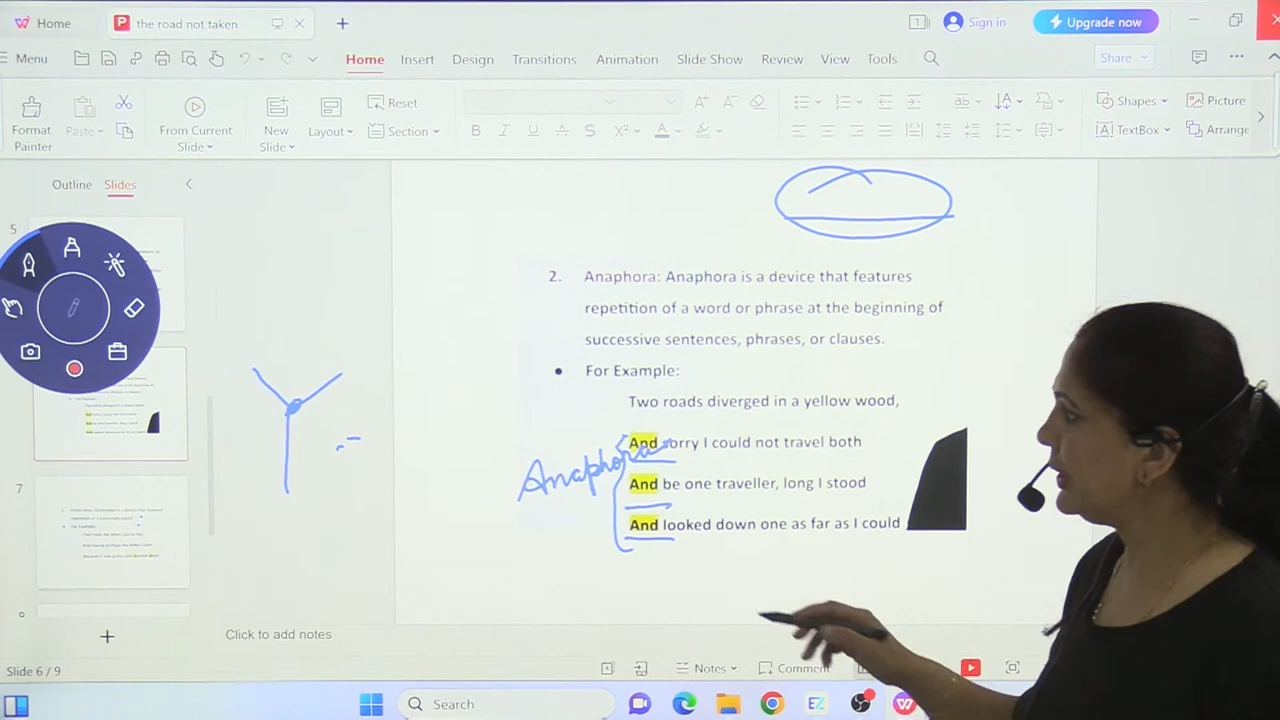 Home
the road not taken
Sign in
Upgrade now
Menu
Home Insert Design Transitions Animation Slide Show Review View Tools
Share
Format Painter
Paste
From Current Slide
New Slide
Layout
Reset
Section
B I U A S X² A
Shapes
Picture
TextBox
Arrange
Outline Slides
5
7
2. Anaphora: Anaphora is a device that features
repetition of a word or phrase at the beginning of
successive sentences, phrases, or clauses.
• For Example:
Two roads diverged in a yellow wood,
And sorry I could not travel both
Anaphora
And be one traveller, long I stood
And looked down one as far as I could
Click to add notes
Slide 6 / 9
Notes
Comment
Search